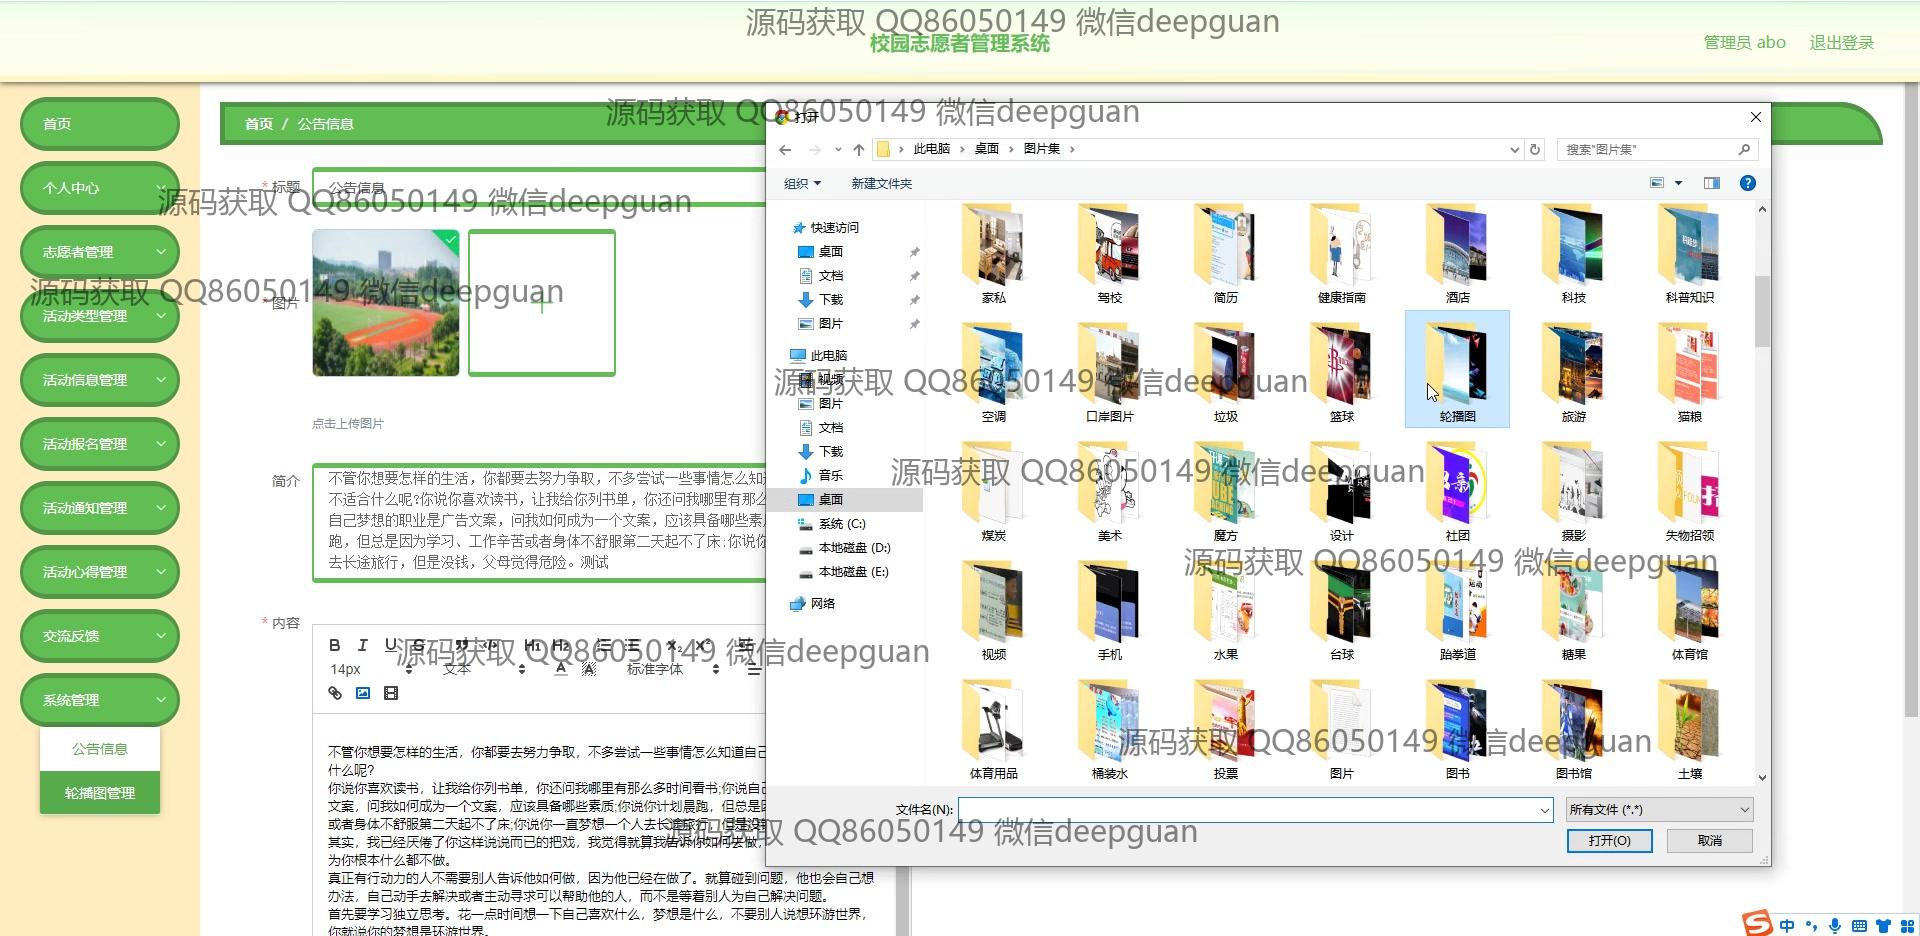 源码获取 QQ86050149 微信deepguan
校园志愿者管理系统
管理员 abo
退出登录
首页
个人中心
志愿者管理
活动类型管理
活动信息管理
活动报名管理
活动通知管理
活动心得管理
交流反馈
系统管理
公告信息
轮播图管理
首页 / 公告信息
源码获取 QQ86050149 微信deepguan
* 标题
公告信息
源码获取 QQ86050149 微信deepguan
源码获取 QQ86050149 微信deepguan
* 图片
点击上传图片
简介
不管你想要怎样的生活，你都要去努力争取，不多尝试一些事情怎么知
不适合什么呢?你说你喜欢读书，让我给你列书单，你还问我哪里有那么
自己梦想的职业是广告文案，问我如何成为一个文案，应该具备哪些素
跑，但总是因为学习、工作辛苦或者身体不舒服第二天起不了床;你说你
去长途旅行，但是没钱，父母觉得危险。测试
* 内容
B I U
H1 H2
14px
文本
标准字体
源码获取 QQ86050149 微信deepguan
不管你想要怎样的生活，你都要去努力争取，不多尝试一些事情怎么知道自己
什么呢?
你说你喜欢读书，让我给你列书单，你还问我哪里有那么多时间看书;你说自己
文案，问我如何成为一个文案，应该具备哪些素质;你说你计划晨跑，但总是因
或者身体不舒服第二天起不了床;你说你一直梦想一个人去长途旅行，但是没
其实，我已经厌倦了你这样说说而已的把戏，我觉得就算我告诉你如何去做，
为你根本什么都不做。
真正有行动力的人不需要别人告诉他如何做，因为他已经在做了。就算碰到问题，他也会自己想
办法，自己动手去解决或者主动寻求可以帮助他的人，而不是等着别人为自己解决问题。
首先要学习独立思考。花一点时间想一下自己喜欢什么，梦想是什么，不要别人说想环游世界，
你就说你的梦想是环游世界。
打开
此电脑 › 桌面 › 图片集 ›
搜索"图片集"
组织
新建文件夹
快速访问
桌面
文档
下载
图片
此电脑
视频
图片
文档
下载
音乐
桌面
系统 (C:)
本地磁盘 (D:)
本地磁盘 (E:)
网络
家私 驾校 简历 健康指南 酒店 科技 科普知识
空调 口岸图片 垃圾 篮球 轮播图 旅游 猫粮
源码获取 QQ86050149 微信deepguan
煤炭 美术 魔方 设计 社团 摄影 失物招领
源码获取 QQ86050149 微信deepguan
视频 手机 水果 台球 跆拳道 糖果 体育馆
源码获取 QQ86050149 微信deepguan
体育用品 桶装水 投票 图片 图书 图书馆 土壤
源码获取 QQ86050149 微信deepguan
文件名(N):
所有文件 (*.*)
打开(O)
取消
源码获取 QQ86050149 微信deepguan
中